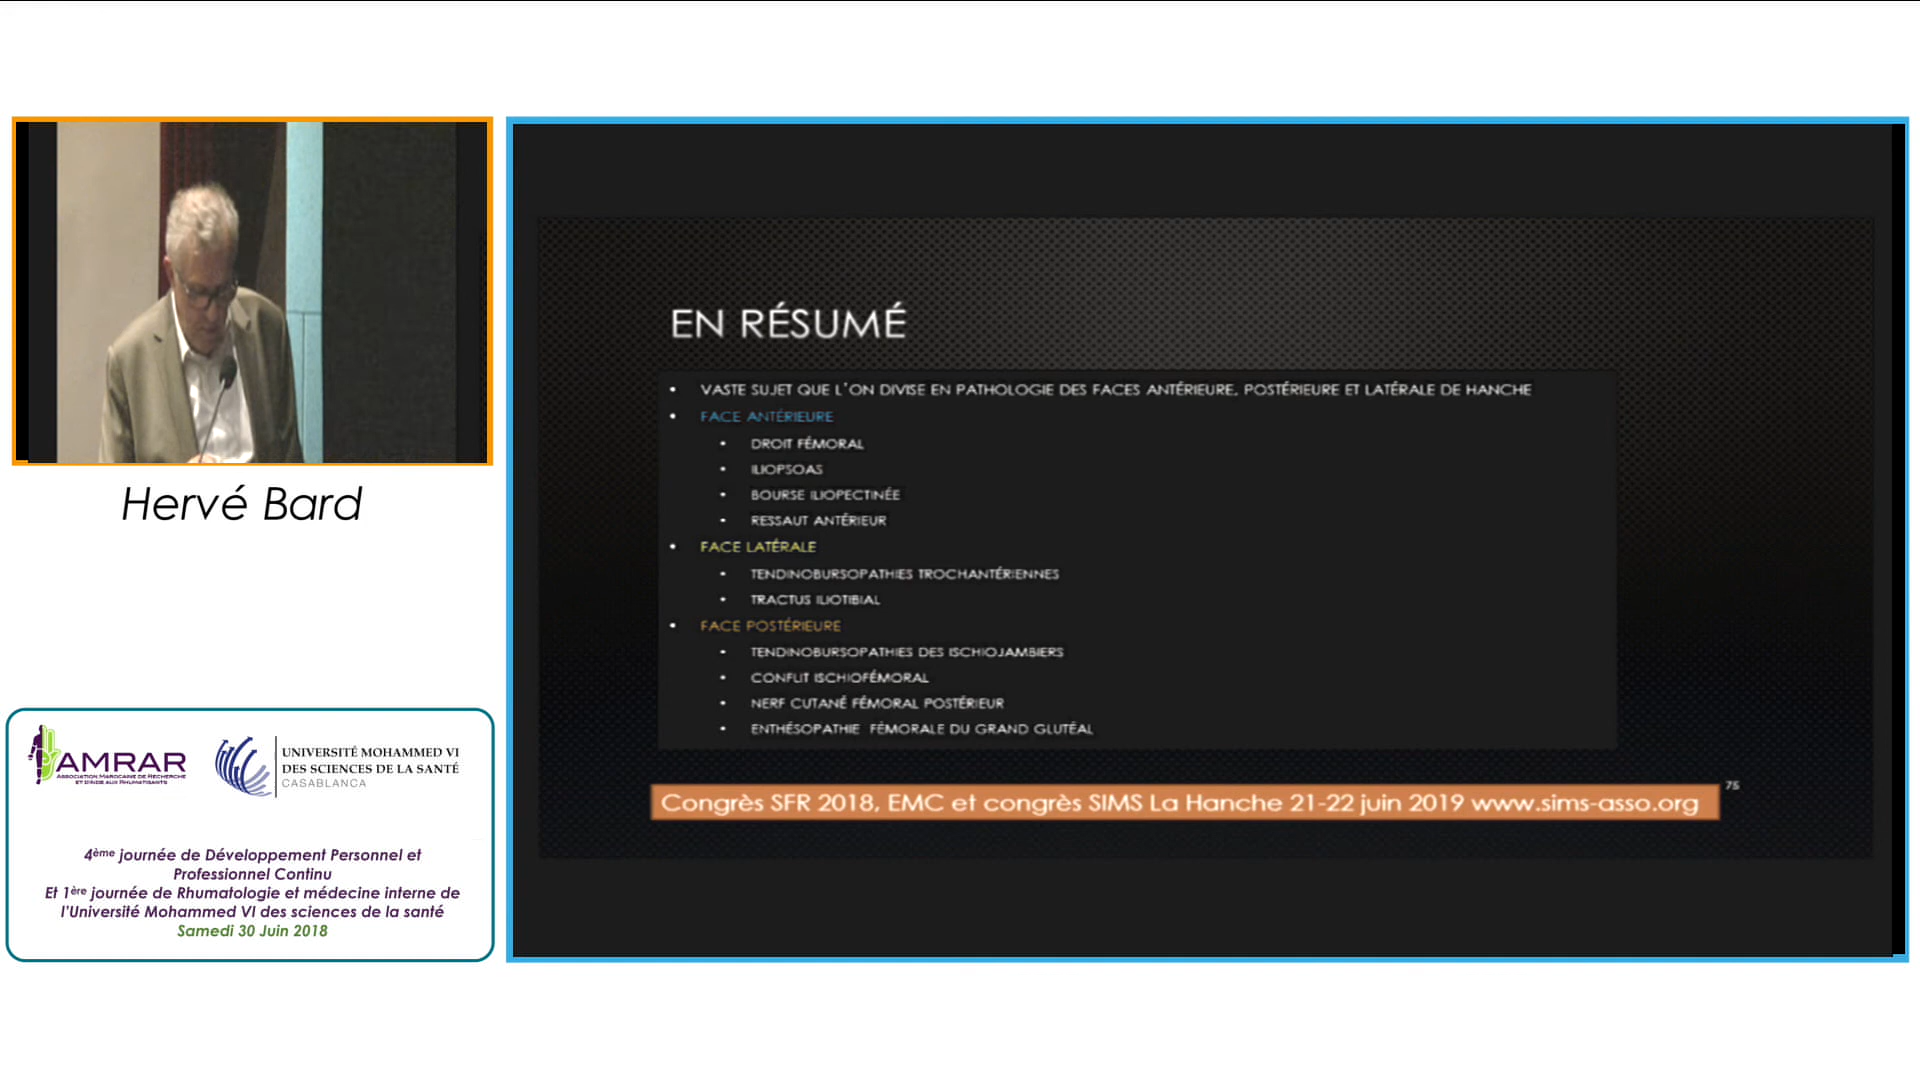 Hervé Bard
AMRAR
ASSOCIATION MAROCAINE DE RECHERCHE
ET D'AIDE AUX RHUMATISANTS
UNIVERSITÉ MOHAMMED VI
DES SCIENCES DE LA SANTÉ
CASABLANCA
4ème journée de Développement Personnel et
Professionnel Continu
Et 1ère journée de Rhumatologie et médecine interne de
l'Université Mohammed VI des sciences de la santé
Samedi 30 Juin 2018
EN RÉSUMÉ
• VASTE SUJET QUE L'ON DIVISE EN PATHOLOGIE DES FACES ANTÉRIEURE, POSTÉRIEURE ET LATÉRALE DE HANCHE
• FACE ANTÉRIEURE
• DROIT FÉMORAL
• ILIOPSOAS
• BOURSE ILIOPECTINÉE
• RESSAUT ANTÉRIEUR
• FACE LATÉRALE
• TENDINOBURSOPATHIES TROCHANTÉRIENNES
• TRACTUS ILIOTIBIAL
• FACE POSTÉRIEURE
• TENDINOBURSOPATHIES DES ISCHIOJAMBIERS
• CONFLIT ISCHIOFÉMORAL
• NERF CUTANÉ FÉMORAL POSTÉRIEUR
• ENTHÉSOPATHIE FÉMORALE DU GRAND GLUTÉAL
75
Congrès SFR 2018, EMC et congrès SIMS La Hanche 21-22 juin 2019 www.sims-asso.org